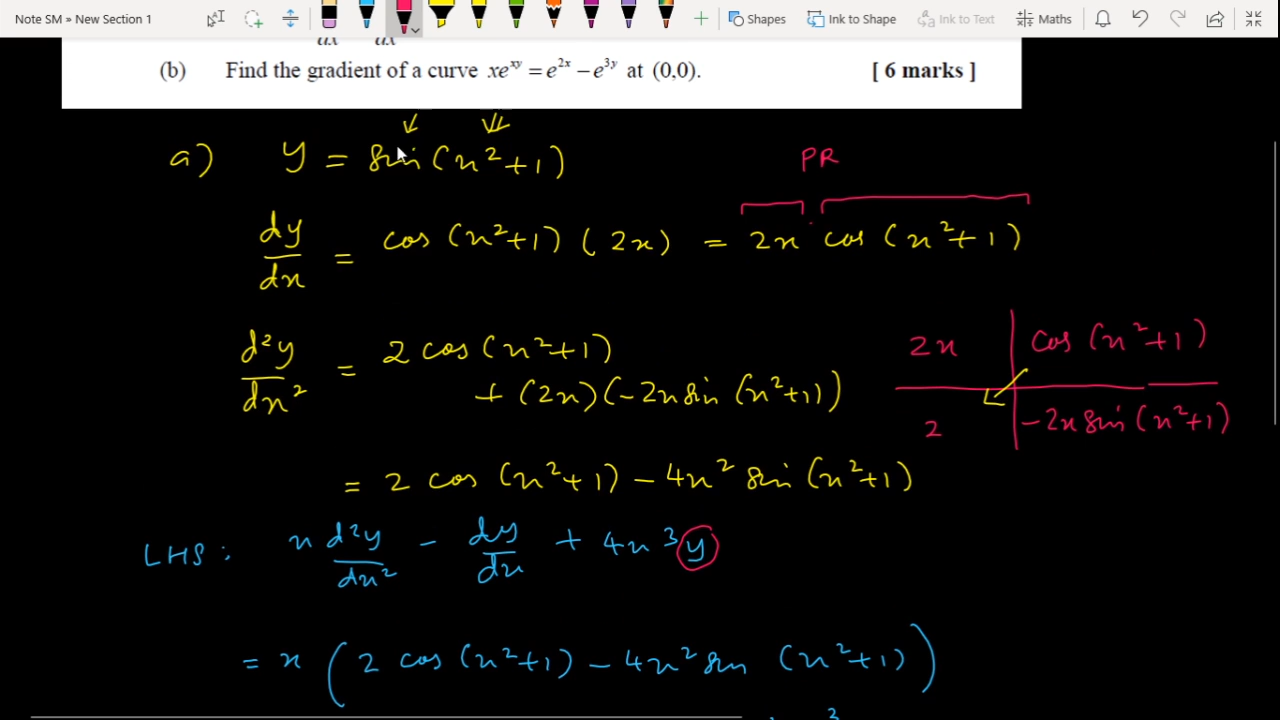 Note SM » New Section 1
Shapes Ink to Shape Ink to Text Maths
dx dx
(b) Find the gradient of a curve xe^{xy} = e^{2x} − e^{3y} at (0,0). [ 6 marks ]
a) y = sin (x² + 1)
PR
dy/dx = cos (x²+1) (2x) = 2x cos (x²+1)
d²y/dx² = 2 cos (x²+1)
+ (2x)(-2x sin (x²+1))
2x | cos (x²+1)
2 | -2x sin (x²+1)
= 2 cos (x²+1) - 4x² sin (x²+1)
LHS : x d²y/dx² - dy/dx + 4x³ y
= x ( 2 cos (x²+1) - 4x² sin (x²+1) )
3